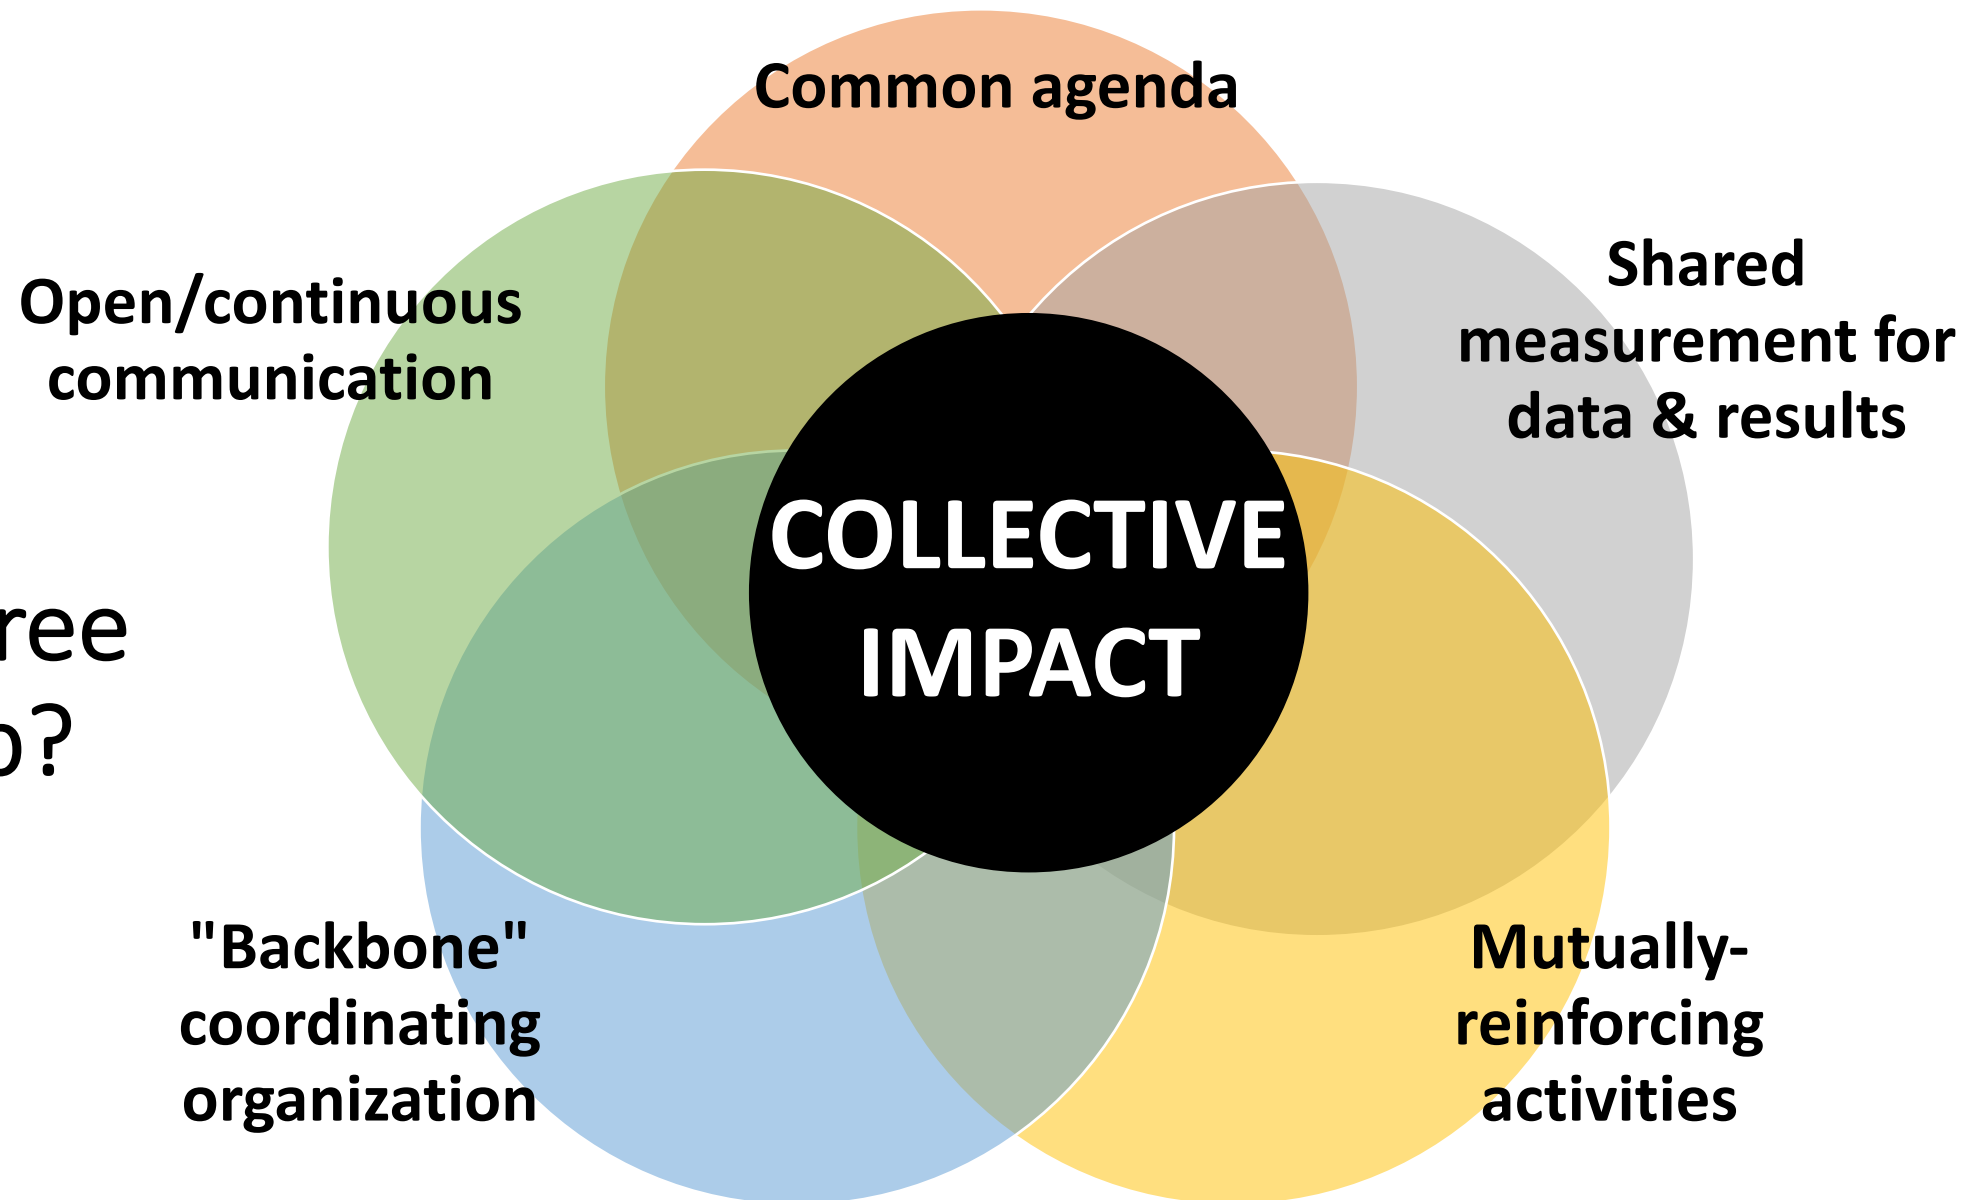 Common agenda
Shared
measurement for
data & results
Mutually-
reinforcing
activities
"Backbone"
coordinating
organization
Open/continuous
communication
COLLECTIVE
IMPACT